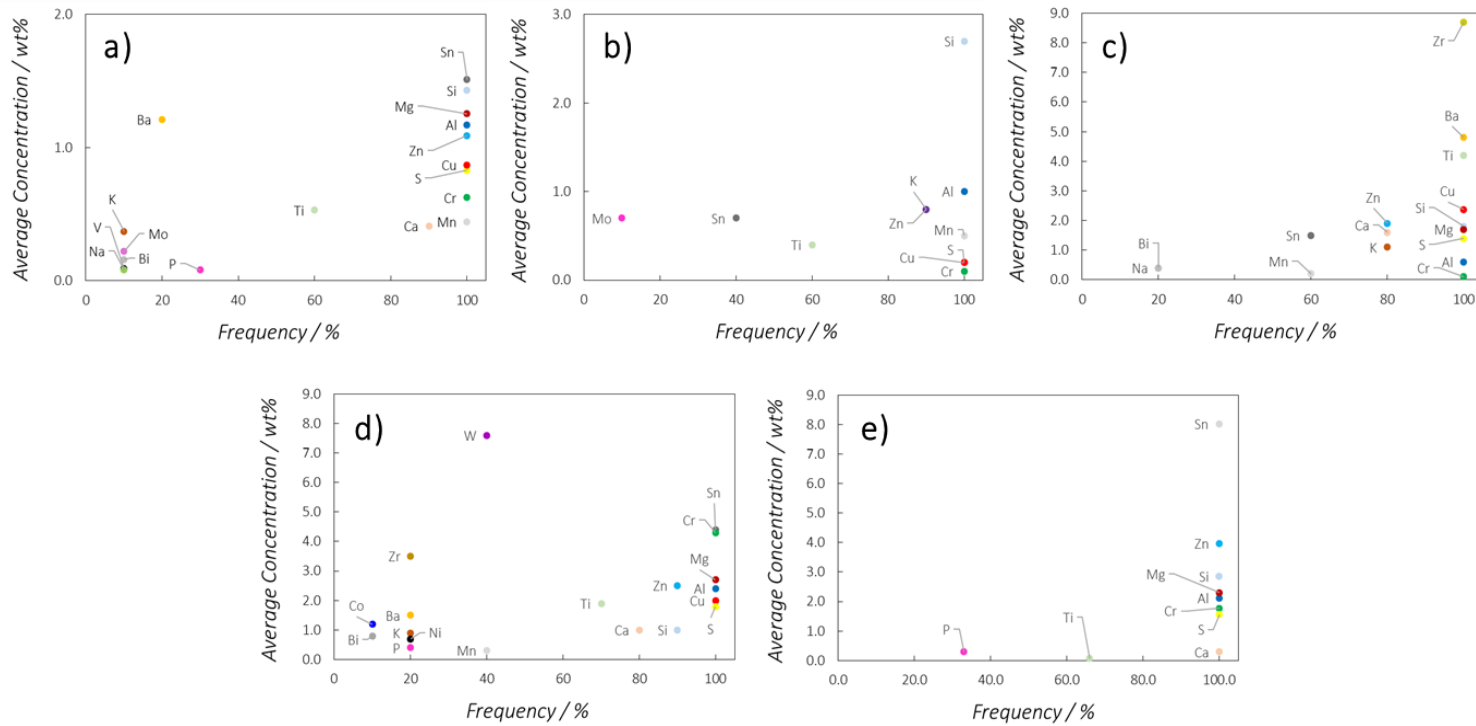 a)
Average Concentration / wt%
2.0
1.0
0.0
0
20
40
60
80
100
Frequency / %
Sn
Si
Mg
Al
Zn
Cu
S
Cr
Mn
Ca
Ba
Ti
K
V
Mo
Na
Bi
P
b)
Average Concentration / wt%
3.0
2.0
1.0
0.0
0
20
40
60
80
100
Frequency / %
Si
Al
K
Zn
Mn
S
Cu
Cr
Mo
Sn
Ti
c)
Average Concentration / wt%
9.0
8.0
7.0
6.0
5.0
4.0
3.0
2.0
1.0
0.0
0
20
40
60
80
100
Frequency / %
Zr
Ba
Ti
Cu
Si
Mg
S
Al
Cr
Zn
Ca
K
Sn
Mn
Bi
Na
d)
Average Concentration / wt%
9.0
8.0
7.0
6.0
5.0
4.0
3.0
2.0
1.0
0.0
0
20
40
60
80
100
Frequency / %
W
Sn
Cr
Zr
Mg
Zn
Al
Cu
S
Ti
Co
Ba
K
Ni
Bi
P
Mn
Ca
Si
e)
Average Concentration / wt%
9.0
8.0
7.0
6.0
5.0
4.0
3.0
2.0
1.0
0.0
0.0
20.0
40.0
60.0
80.0
100.0
Frequency / %
Sn
Zn
Si
Mg
Al
Cr
S
Ca
P
Ti